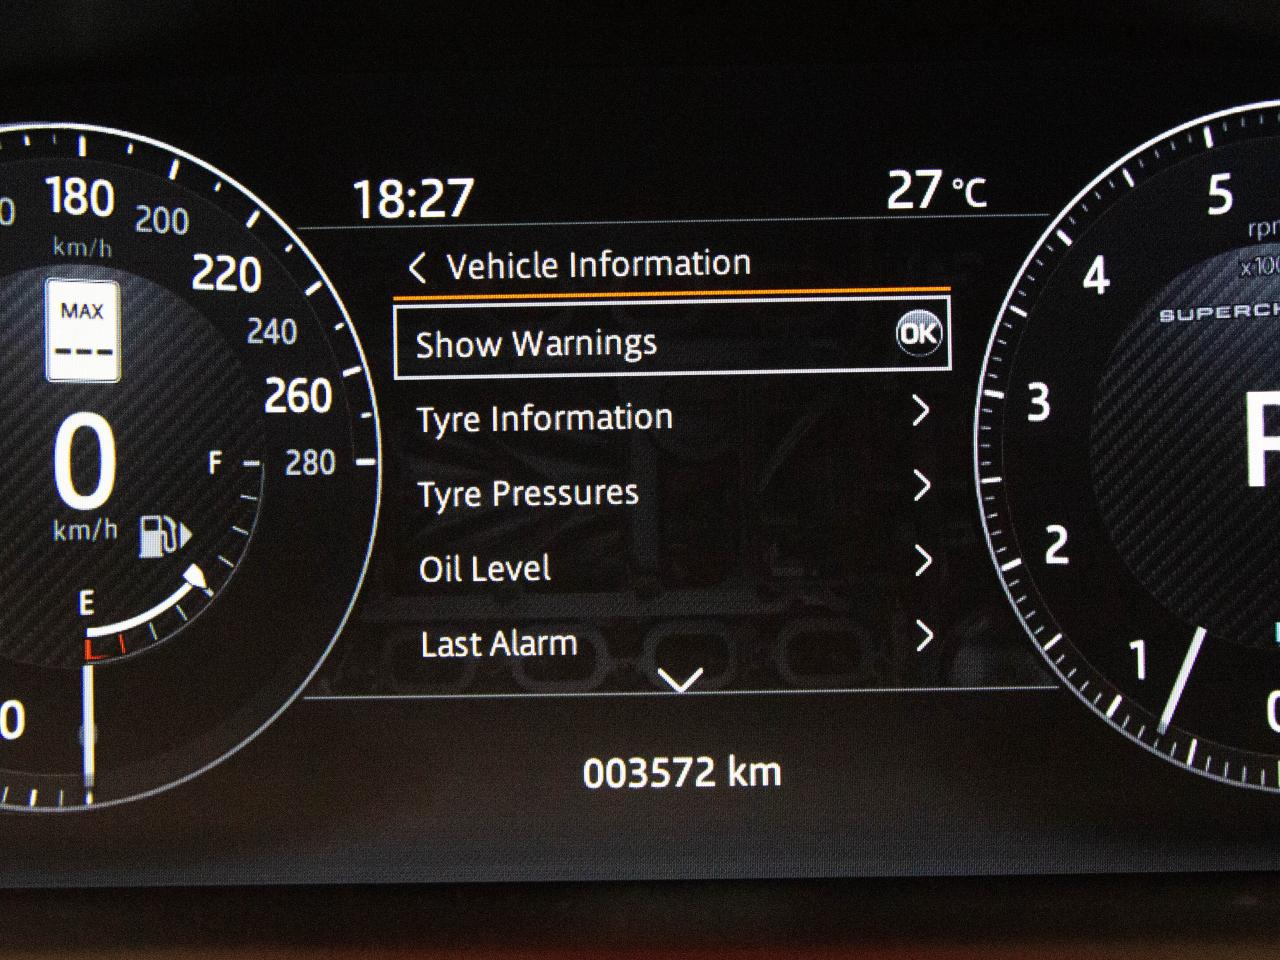 18:27
27 °C
Vehicle Information
Show Warnings
OK
Tyre Information
Tyre Pressures
Oil Level
Last Alarm
003572 km
180
200
220
240
260
280
km/h
MAX
---
0
km/h
F
E
5
4
3
2
1